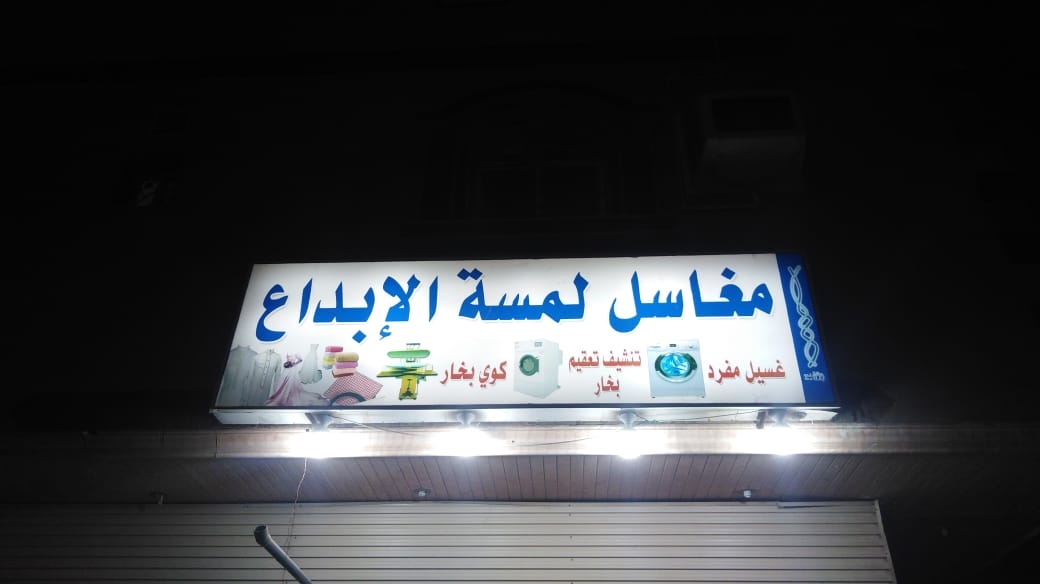 مغاسل لمسة الإبداع
غسيل مفرد
تنشيف تعقيم
بخار
كوي بخار